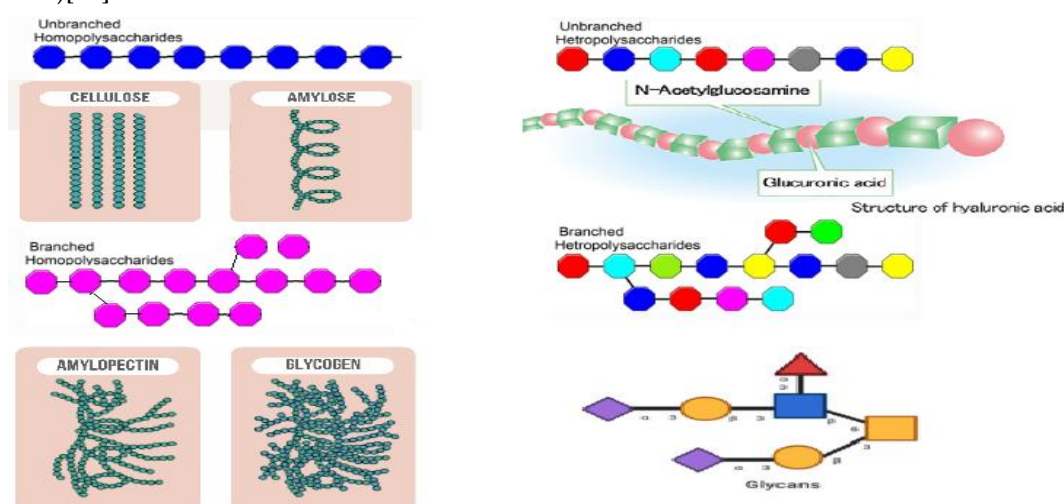 Unbranched
Homopolysaccharides
CELLULOSE
AMYLOSE
Branched
Homopolysaccharides
AMYLOPECTIN
GLYCOGEN
Unbranched
Hetropolysaccharides
N-Acetylglucosamine
Glucuronic acid
Structure of hyaluronic acid
Branched
Hetropolysaccharides
Glycans